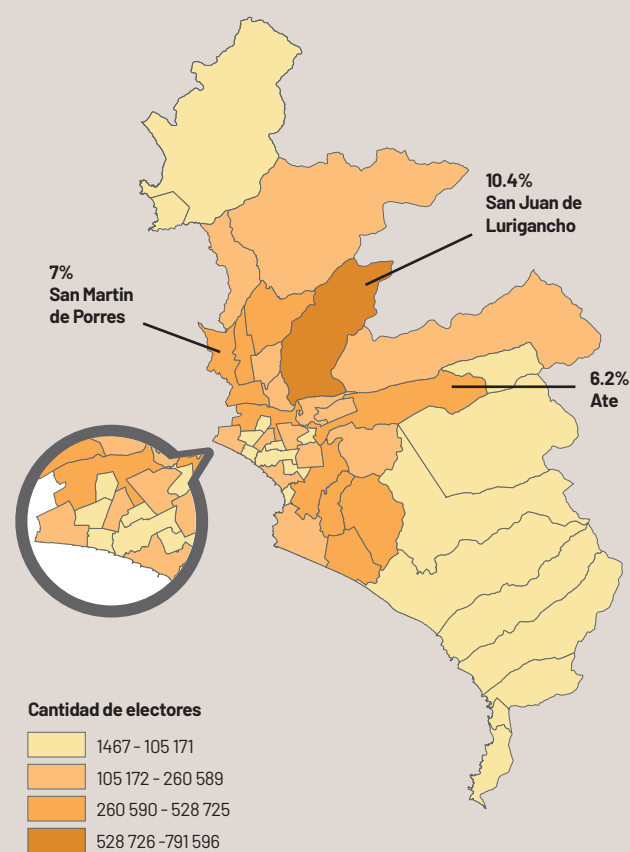 10.4%
San Juan de
Lurigancho
7%
San Martin
de Porres
6.2%
Ate
Cantidad de electores
1467 - 105 171
105 172 - 260 589
260 590 - 528 725
528 726 -791 596